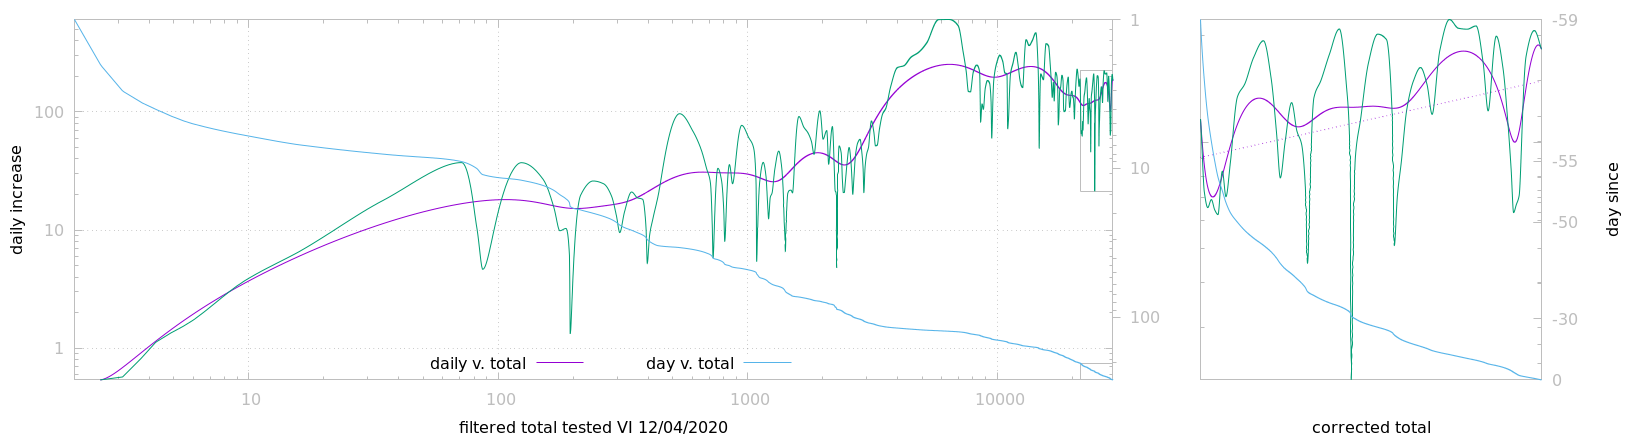 100
10
1
daily increase
10
100
1000
10000
filtered total tested VI 12/04/2020
daily v. total
day v. total
1
10
100
-59
-55
-50
-30
0
day since
corrected total